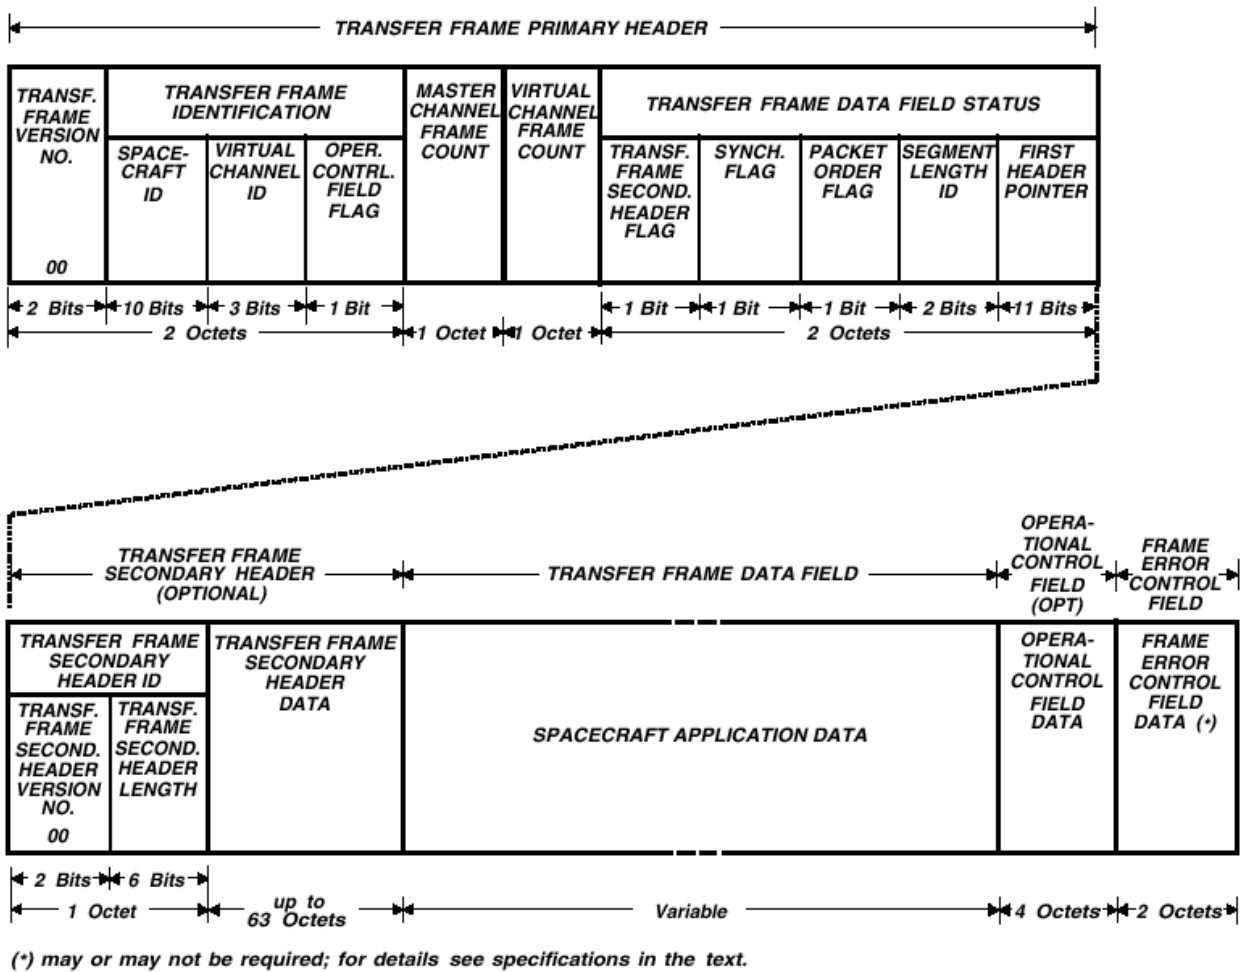 TRANSFER FRAME PRIMARY HEADER
TRANSF.
FRAME
VERSION
NO.
00
TRANSFER FRAME
IDENTIFICATION
SPACE-
CRAFT
ID
VIRTUAL
CHANNEL
ID
OPER.
CONTRL.
FIELD
FLAG
MASTER
CHANNEL
FRAME
COUNT
VIRTUAL
CHANNEL
FRAME
COUNT
TRANSFER FRAME DATA FIELD STATUS
TRANSF.
FRAME
SECOND.
HEADER
FLAG
SYNCH.
FLAG
PACKET
ORDER
FLAG
SEGMENT
LENGTH
ID
FIRST
HEADER
POINTER
2 Bits
10 Bits
3 Bits
1 Bit
1 Bit
1 Bit
1 Bit
2 Bits
11 Bits
2 Octets
1 Octet
1 Octet
2 Octets
TRANSFER FRAME
SECONDARY HEADER
(OPTIONAL)
TRANSFER FRAME DATA FIELD
OPERA-
TIONAL
CONTROL
FIELD
(OPT)
FRAME
ERROR
CONTROL
FIELD
TRANSFER FRAME
SECONDARY
HEADER ID
TRANSF.
FRAME
SECOND.
HEADER
VERSION
NO.
00
TRANSF.
FRAME
SECOND.
HEADER
LENGTH
TRANSFER FRAME
SECONDARY
HEADER
DATA
SPACECRAFT APPLICATION DATA
OPERA-
TIONAL
CONTROL
FIELD
DATA
FRAME
ERROR
CONTROL
FIELD
DATA (*)
2 Bits
6 Bits
1 Octet
up to
63 Octets
Variable
4 Octets
2 Octets
(*) may or may not be required; for details see specifications in the text.